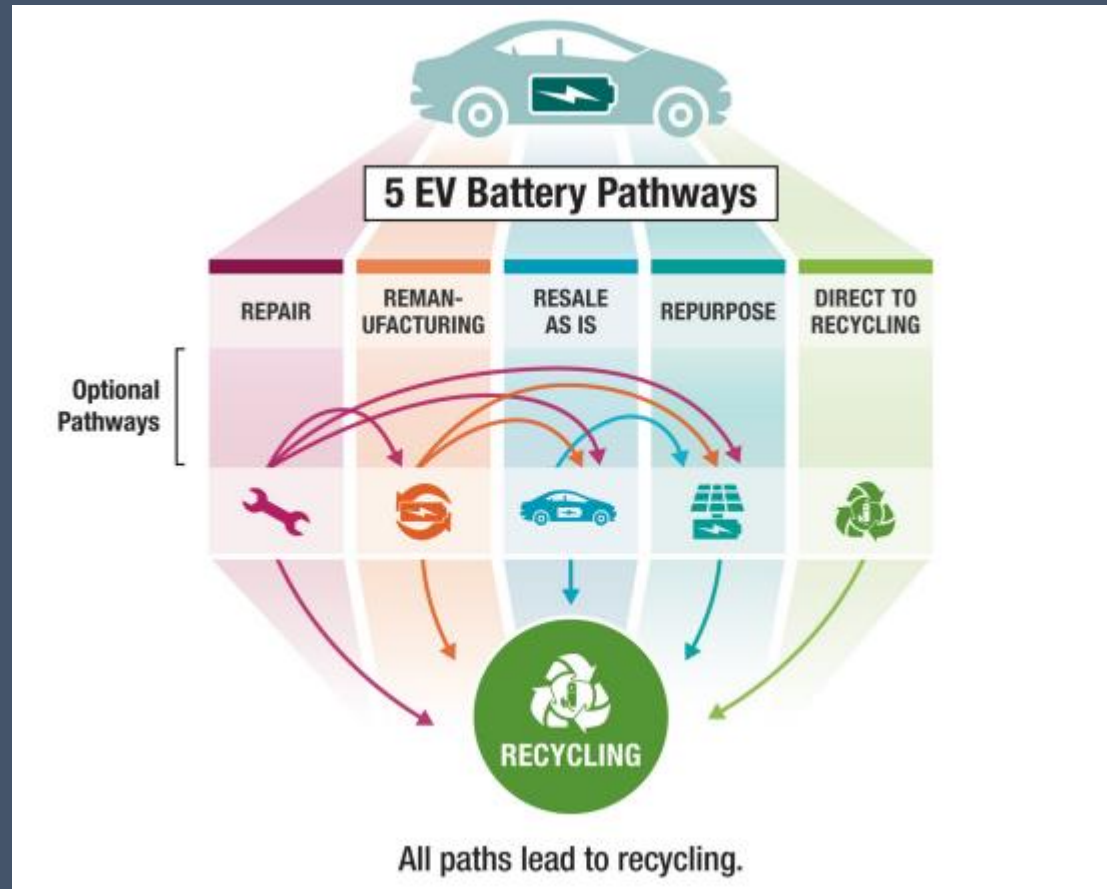 5 EV Battery Pathways
REPAIR
REMAN-
UFACTURING
RESALE
AS IS
REPURPOSE
DIRECT TO
RECYCLING
Optional
Pathways
RECYCLING
All paths lead to recycling.